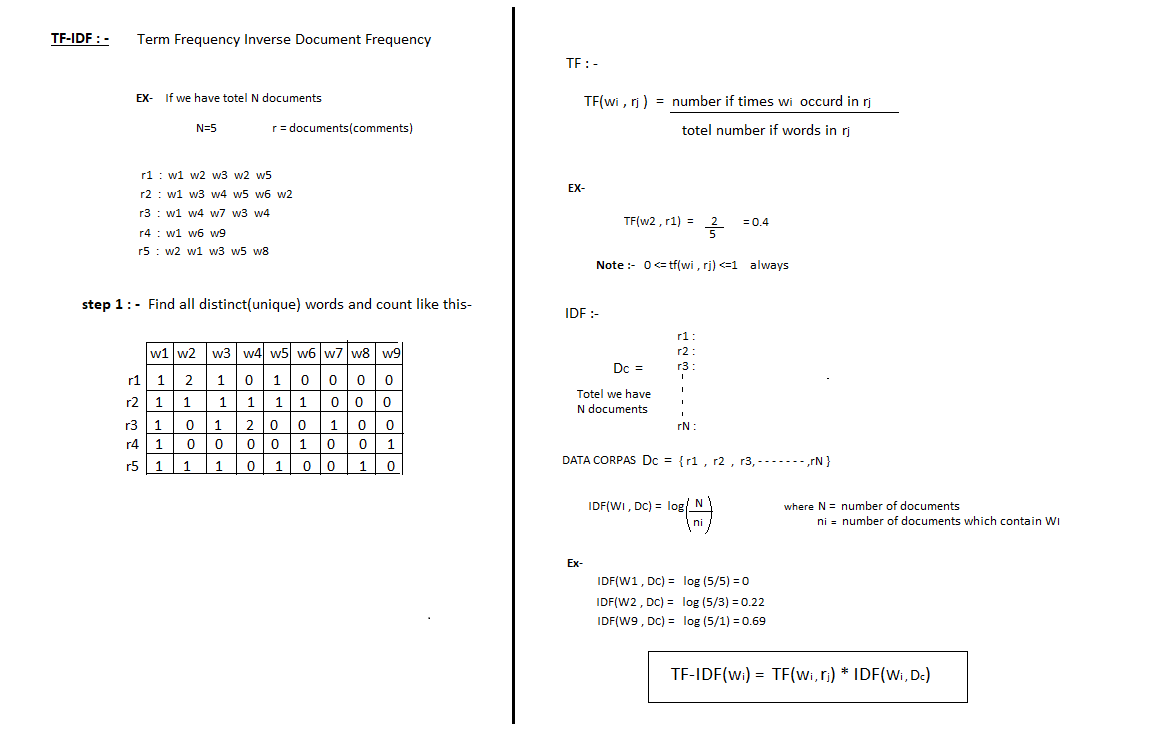 TF-IDF : - Term Frequency Inverse Document Frequency
EX- If we have totel N documents
N=5 r = documents(comments)
r1 : w1 w2 w3 w2 w5
r2 : w1 w3 w4 w5 w6 w2
r3 : w1 w4 w7 w3 w4
r4 : w1 w6 w9
r5 : w2 w1 w3 w5 w8
step 1 : - Find all distinct(unique) words and count like this-
w1 w2 w3 w4 w5 w6 w7 w8 w9
r1 1 2 1 0 1 0 0 0 0
r2 1 1 1 1 1 1 0 0 0
r3 1 0 1 2 0 0 1 0 0
r4 1 0 0 0 0 1 0 0 1
r5 1 1 1 0 1 0 0 1 0
TF : -
TF(wi , rj ) = number if times wi occurd in rj
totel number if words in rj
EX-
TF(w2 , r1) = 2 = 0.4
5
Note :- 0 <= tf(wi , rj) <=1 always
IDF :-
r1 :
r2 :
Dc = r3 :
Totel we have
N documents
rN :
DATA CORPAS Dc = { r1 , r2 , r3, - - - - - - - ,rN }
IDF(WI , DC) = log( N ) where N = number of documents
ni ni = number of documents which contain WI
Ex-
IDF(W1 , DC) = log (5/5) = 0
IDF(W2 , DC) = log (5/3) = 0.22
IDF(W9 , DC) = log (5/1) = 0.69
TF-IDF(wi) = TF(wi, rj) * IDF(Wi, Dc)